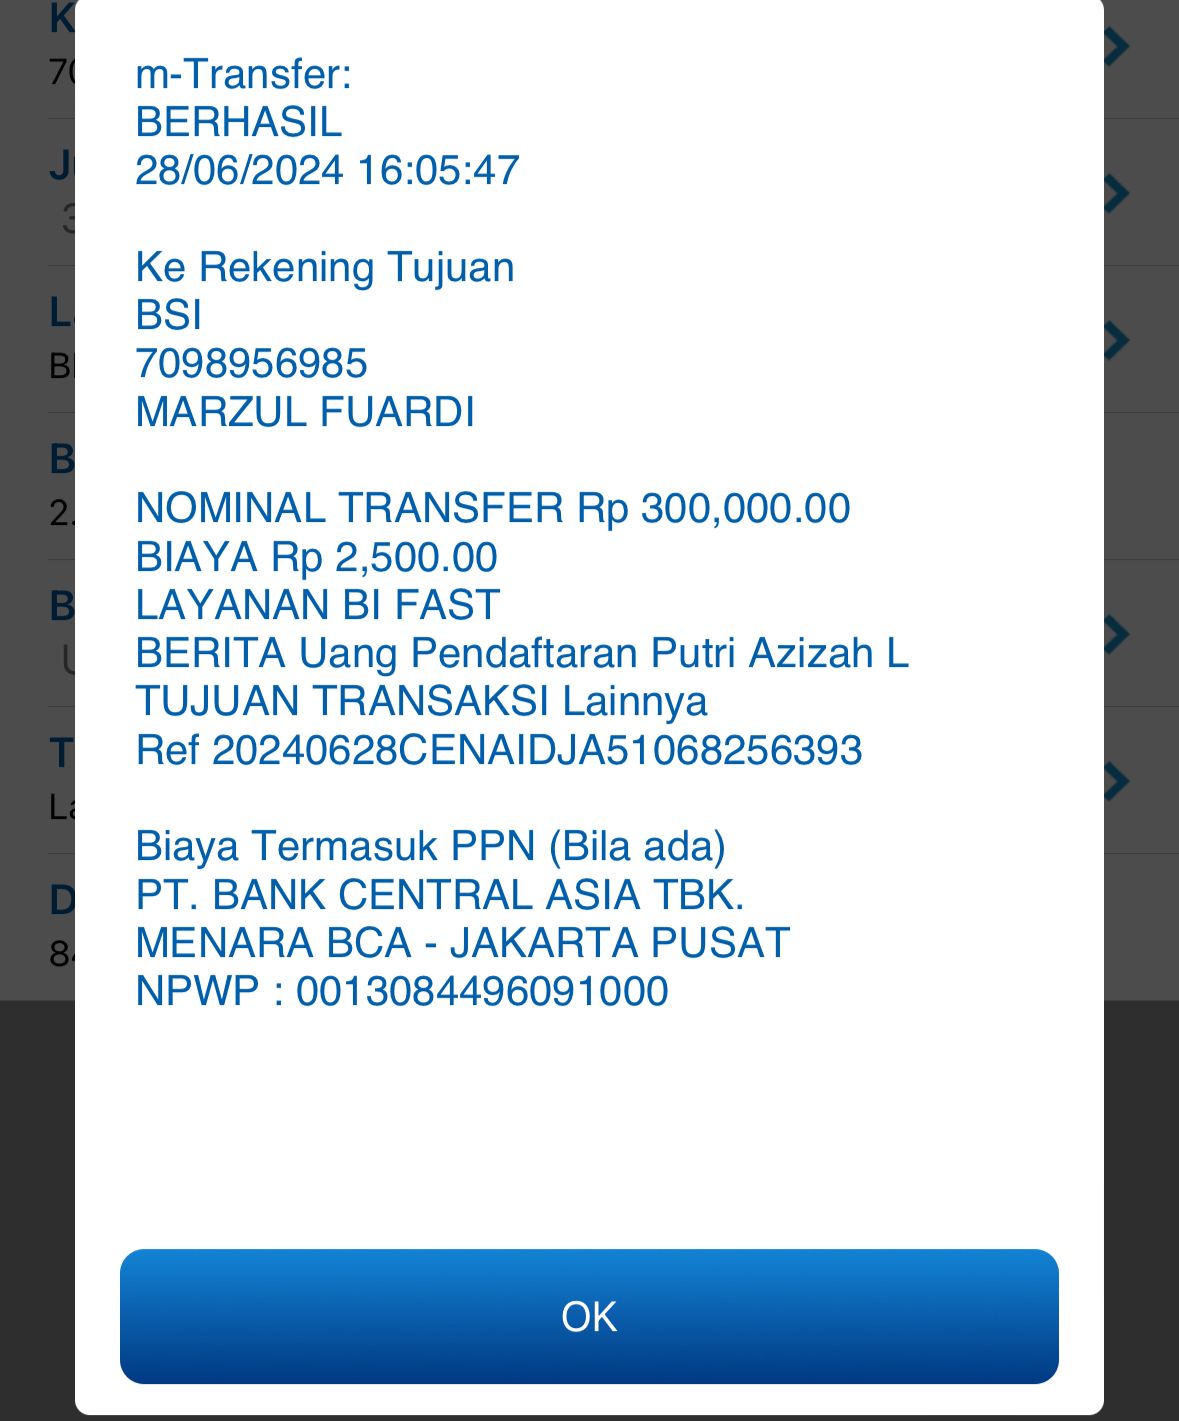 m-Transfer:
BERHASIL
28/06/2024 16:05:47
Ke Rekening Tujuan
BSI
7098956985
MARZUL FUARDI
NOMINAL TRANSFER Rp 300,000.00
BIAYA Rp 2,500.00
LAYANAN BI FAST
BERITA Uang Pendaftaran Putri Azizah L
TUJUAN TRANSAKSI Lainnya
Ref 20240628CENAIDJA51068256393
Biaya Termasuk PPN (Bila ada)
PT. BANK CENTRAL ASIA TBK.
MENARA BCA - JAKARTA PUSAT
NPWP : 0013084496091000
OK